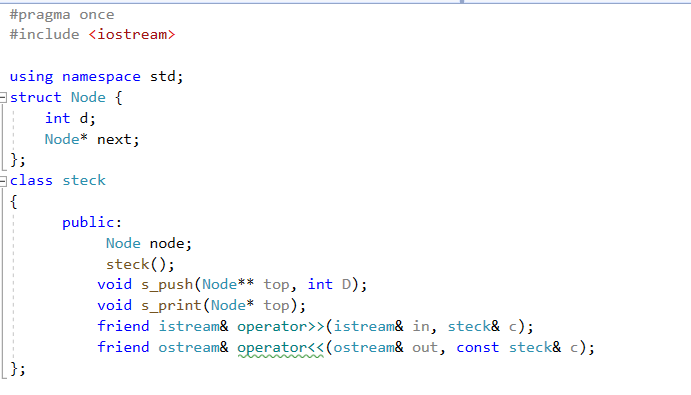 #pragma once
#include <iostream>
using namespace std;
struct Node {
int d;
Node* next;
};
class steck
{
public:
Node node;
steck();
void s_push(Node** top, int D);
void s_print(Node* top);
friend istream& operator>>(istream& in, steck& c);
friend ostream& operator<<(ostream& out, const steck& c);
};